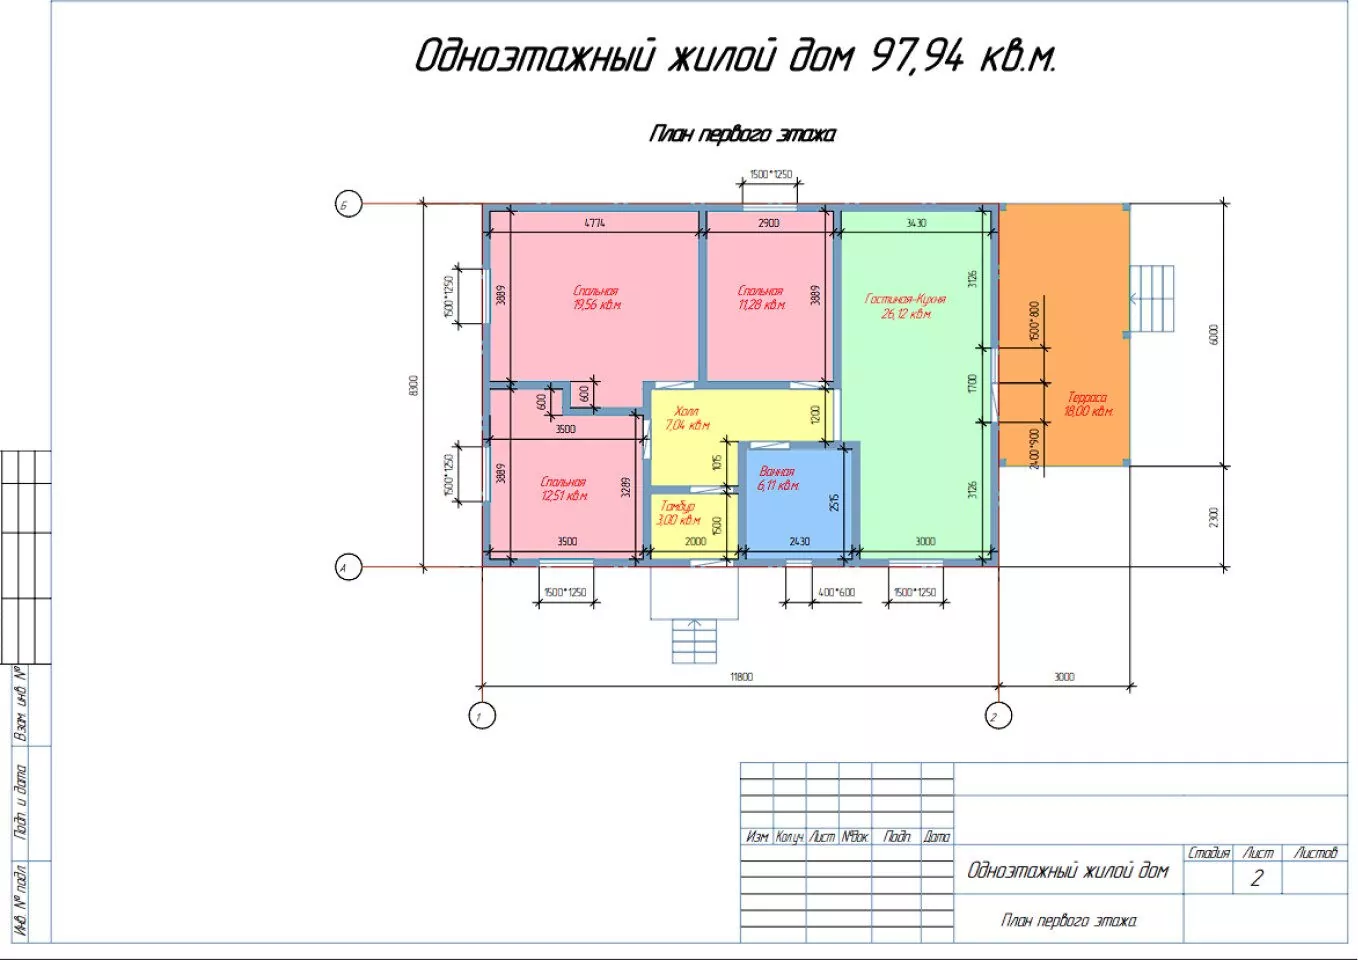 Одноэтажный жилой дом 97,94 кв.м.
План первого этажа
1500*1250
Б
4774
2900
3430
8300
1500*1250
3889
Спальная
19,56 кв.м.
Спальная
11,28 кв.м.
3889
Гостиная-Кухня
26,12 кв.м.
3126
1500*800
6000
1700
Терраса
18,00 кв.м.
600
600
3500
Холл
7,04 кв.м
1200
2400*900
1500*1250
3889
Спальная
12,51 кв.м.
3289
1015
Ванная
6,11 кв.м.
2515
3126
Тамбур
3,00 кв.м
1500
2300
3500
2000
2430
3000
А
1500*1250
400*600
1500*1250
11800
3000
1
2
Взам. инв. №
Подп. и дата
Инв. № подл.
Изм.
Кол.уч.
Лист
№док.
Подп.
Дата
Одноэтажный жилой дом
Стадия
Лист
Листов
2
План первого этажа